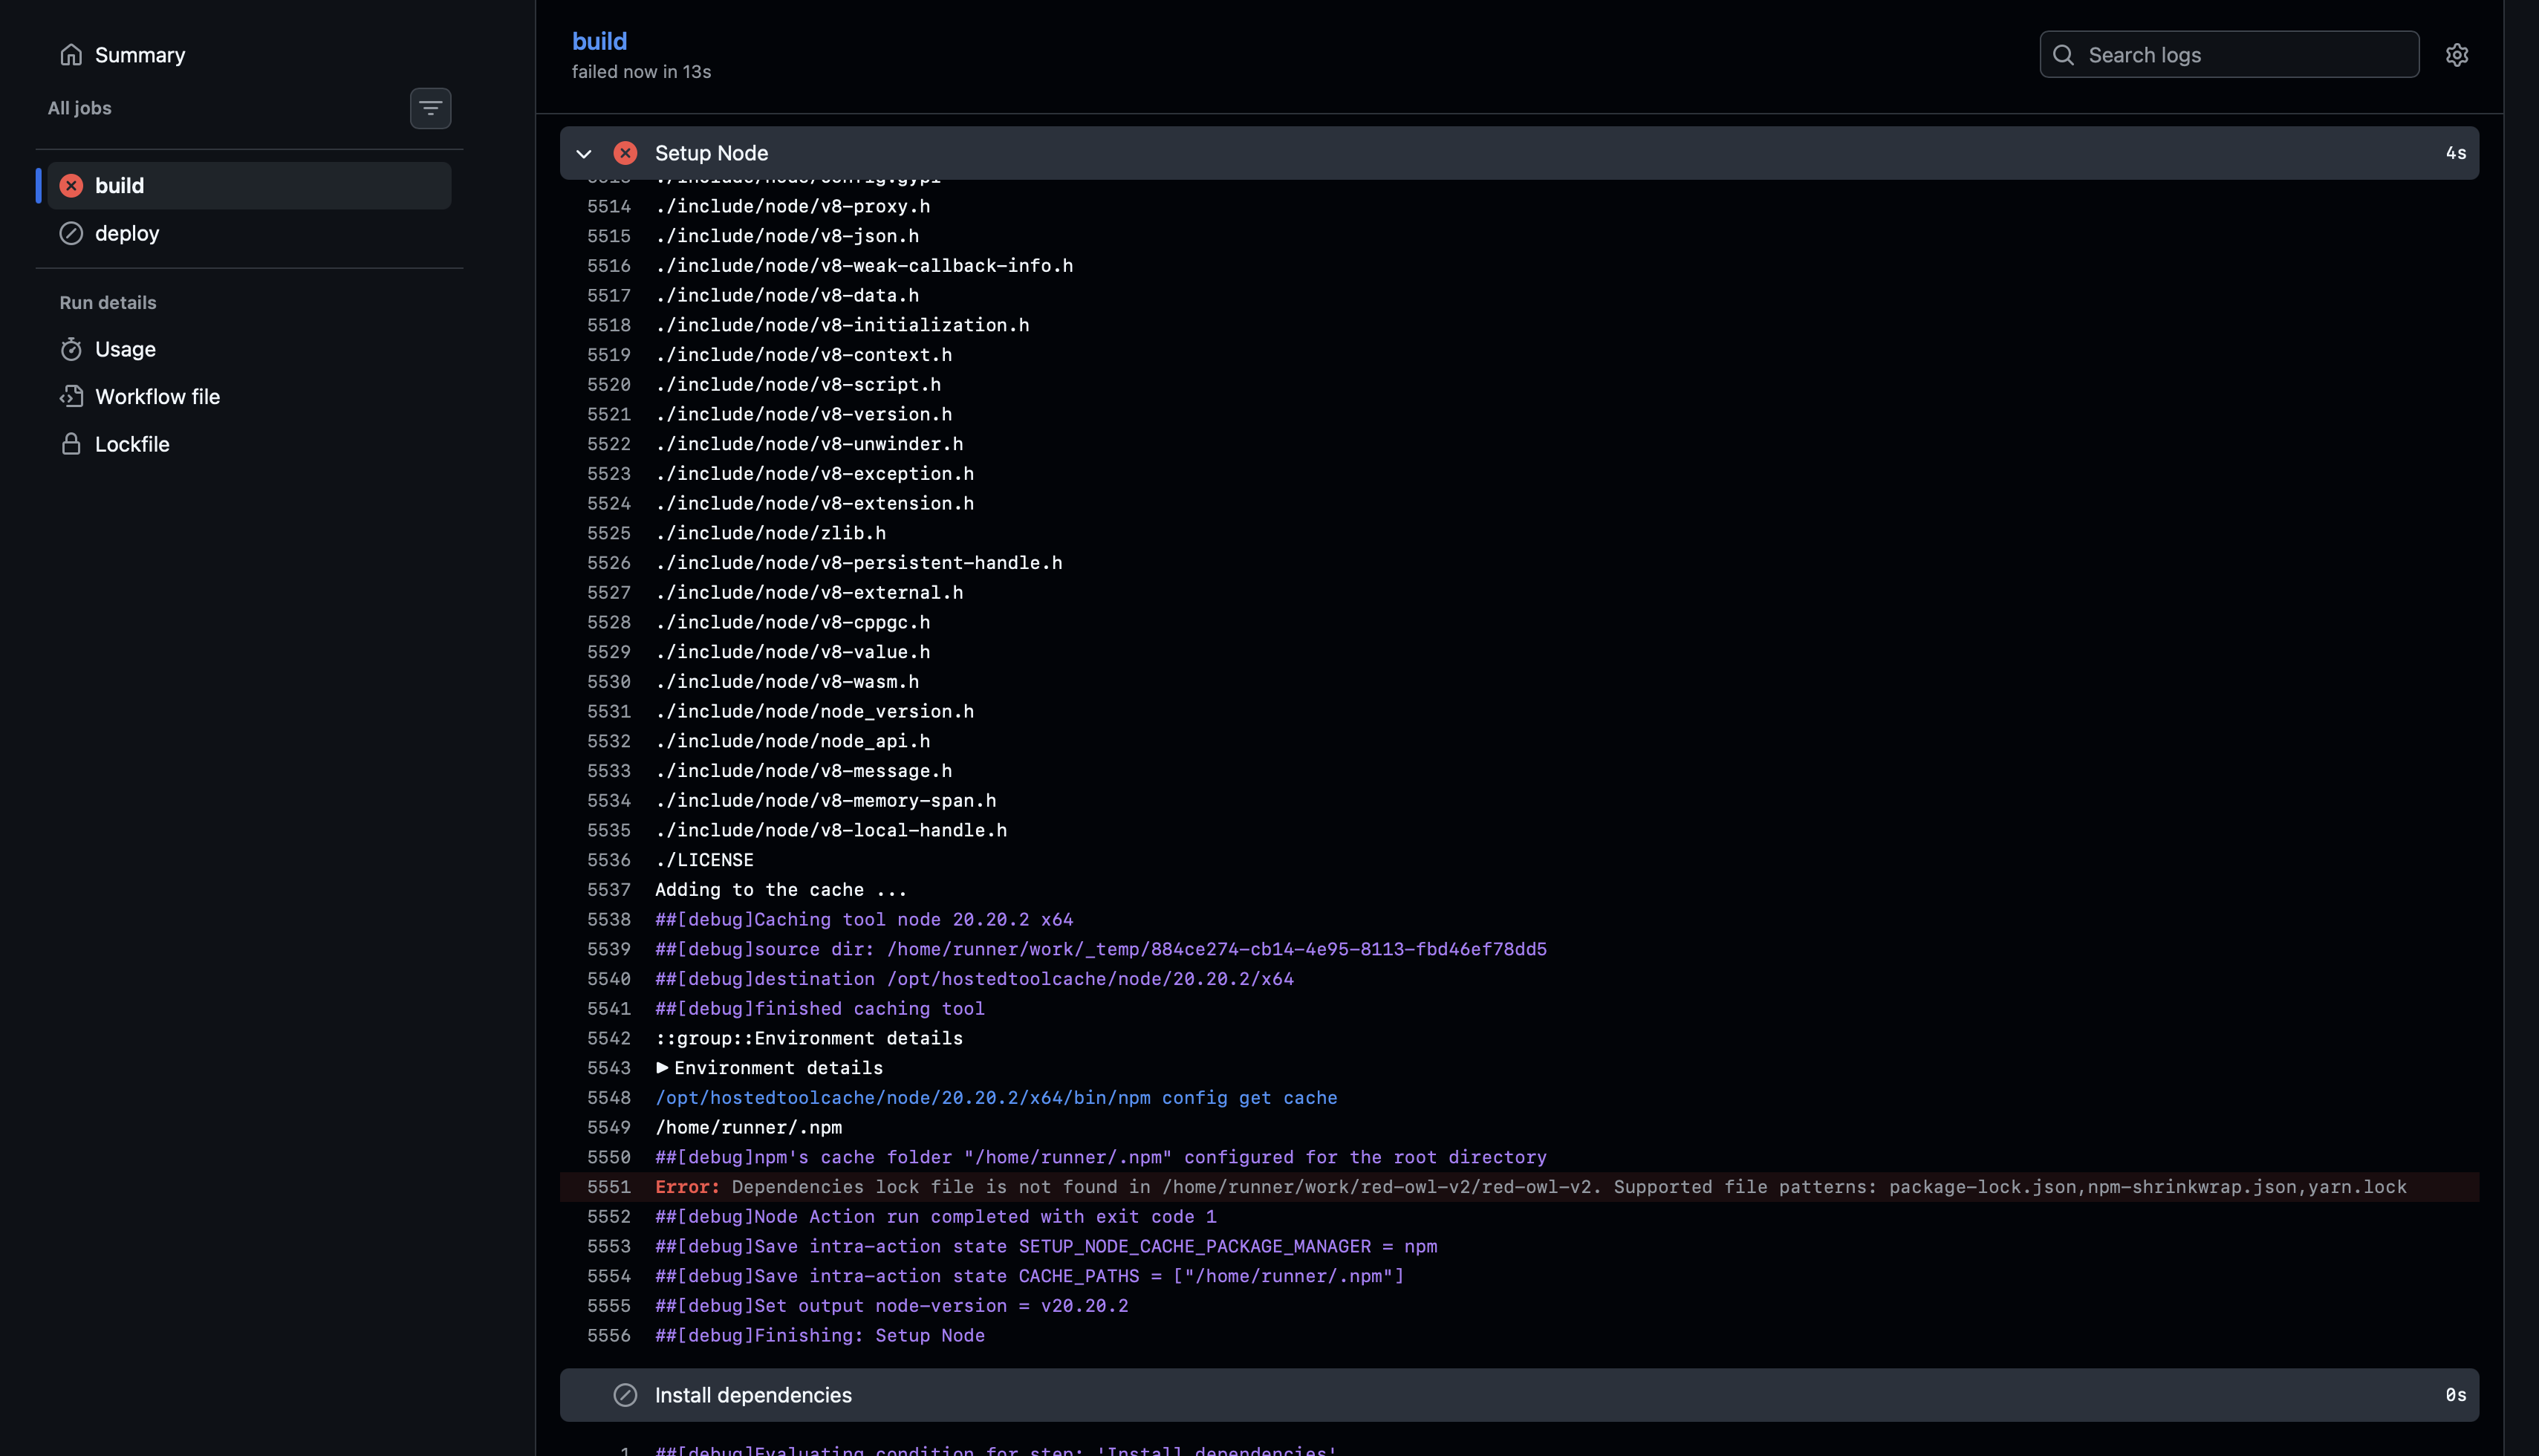 Summary
All jobs
build
deploy
Run details
Usage
Workflow file
Lockfile
build
failed now in 13s
Search logs
Setup Node
4s
5513 ./include/node/config.gypi
5514 ./include/node/v8-proxy.h
5515 ./include/node/v8-json.h
5516 ./include/node/v8-weak-callback-info.h
5517 ./include/node/v8-data.h
5518 ./include/node/v8-initialization.h
5519 ./include/node/v8-context.h
5520 ./include/node/v8-script.h
5521 ./include/node/v8-version.h
5522 ./include/node/v8-unwinder.h
5523 ./include/node/v8-exception.h
5524 ./include/node/v8-extension.h
5525 ./include/node/zlib.h
5526 ./include/node/v8-persistent-handle.h
5527 ./include/node/v8-external.h
5528 ./include/node/v8-cppgc.h
5529 ./include/node/v8-value.h
5530 ./include/node/v8-wasm.h
5531 ./include/node/node_version.h
5532 ./include/node/node_api.h
5533 ./include/node/v8-message.h
5534 ./include/node/v8-memory-span.h
5535 ./include/node/v8-local-handle.h
5536 ./LICENSE
5537 Adding to the cache ...
5538 ##[debug]Caching tool node 20.20.2 x64
5539 ##[debug]source dir: /home/runner/work/_temp/884ce274-cb14-4e95-8113-fbd46ef78dd5
5540 ##[debug]destination /opt/hostedtoolcache/node/20.20.2/x64
5541 ##[debug]finished caching tool
5542 ::group::Environment details
5543 Environment details
5548 /opt/hostedtoolcache/node/20.20.2/x64/bin/npm config get cache
5549 /home/runner/.npm
5550 ##[debug]npm's cache folder "/home/runner/.npm" configured for the root directory
5551 Error: Dependencies lock file is not found in /home/runner/work/red-owl-v2/red-owl-v2. Supported file patterns: package-lock.json,npm-shrinkwrap.json,yarn.lock
5552 ##[debug]Node Action run completed with exit code 1
5553 ##[debug]Save intra-action state SETUP_NODE_CACHE_PACKAGE_MANAGER = npm
5554 ##[debug]Save intra-action state CACHE_PATHS = ["/home/runner/.npm"]
5555 ##[debug]Set output node-version = v20.20.2
5556 ##[debug]Finishing: Setup Node
Install dependencies
0s
1 ##[debug]Evaluating condition for step: 'Install dependencies'